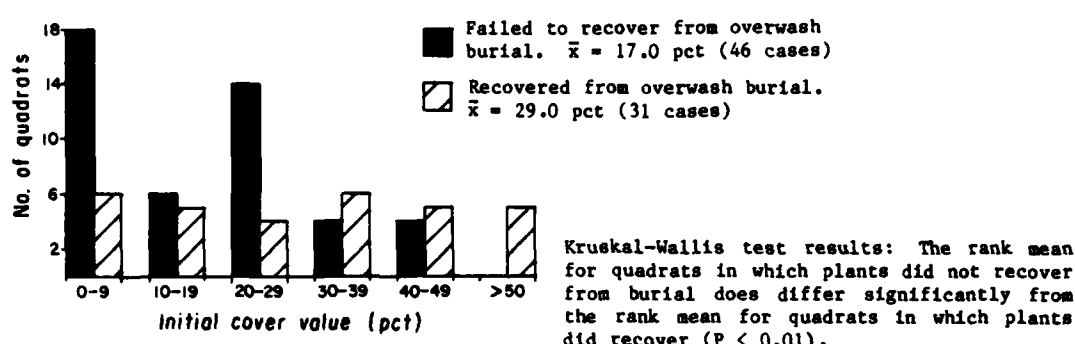 18
14
10
6
2
No. of quadrats
0-9 10-19 20-29 30-39 40-49 >50
Initial cover value (pct)
Failed to recover from overwash
burial. x̄ = 17.0 pct (46 cases)
Recovered from overwash burial.
x̄ = 29.0 pct (31 cases)
Kruskal-Wallis test results: The rank mean
for quadrats in which plants did not recover
from burial does differ significantly from
the rank mean for quadrats in which plants
did recover (P < 0.01).